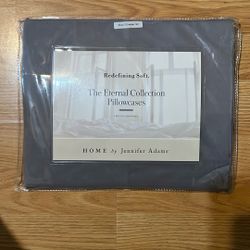 Redefining Soft.
The Eternal Collection
Pillowcases
HOME by Jennifer Adams